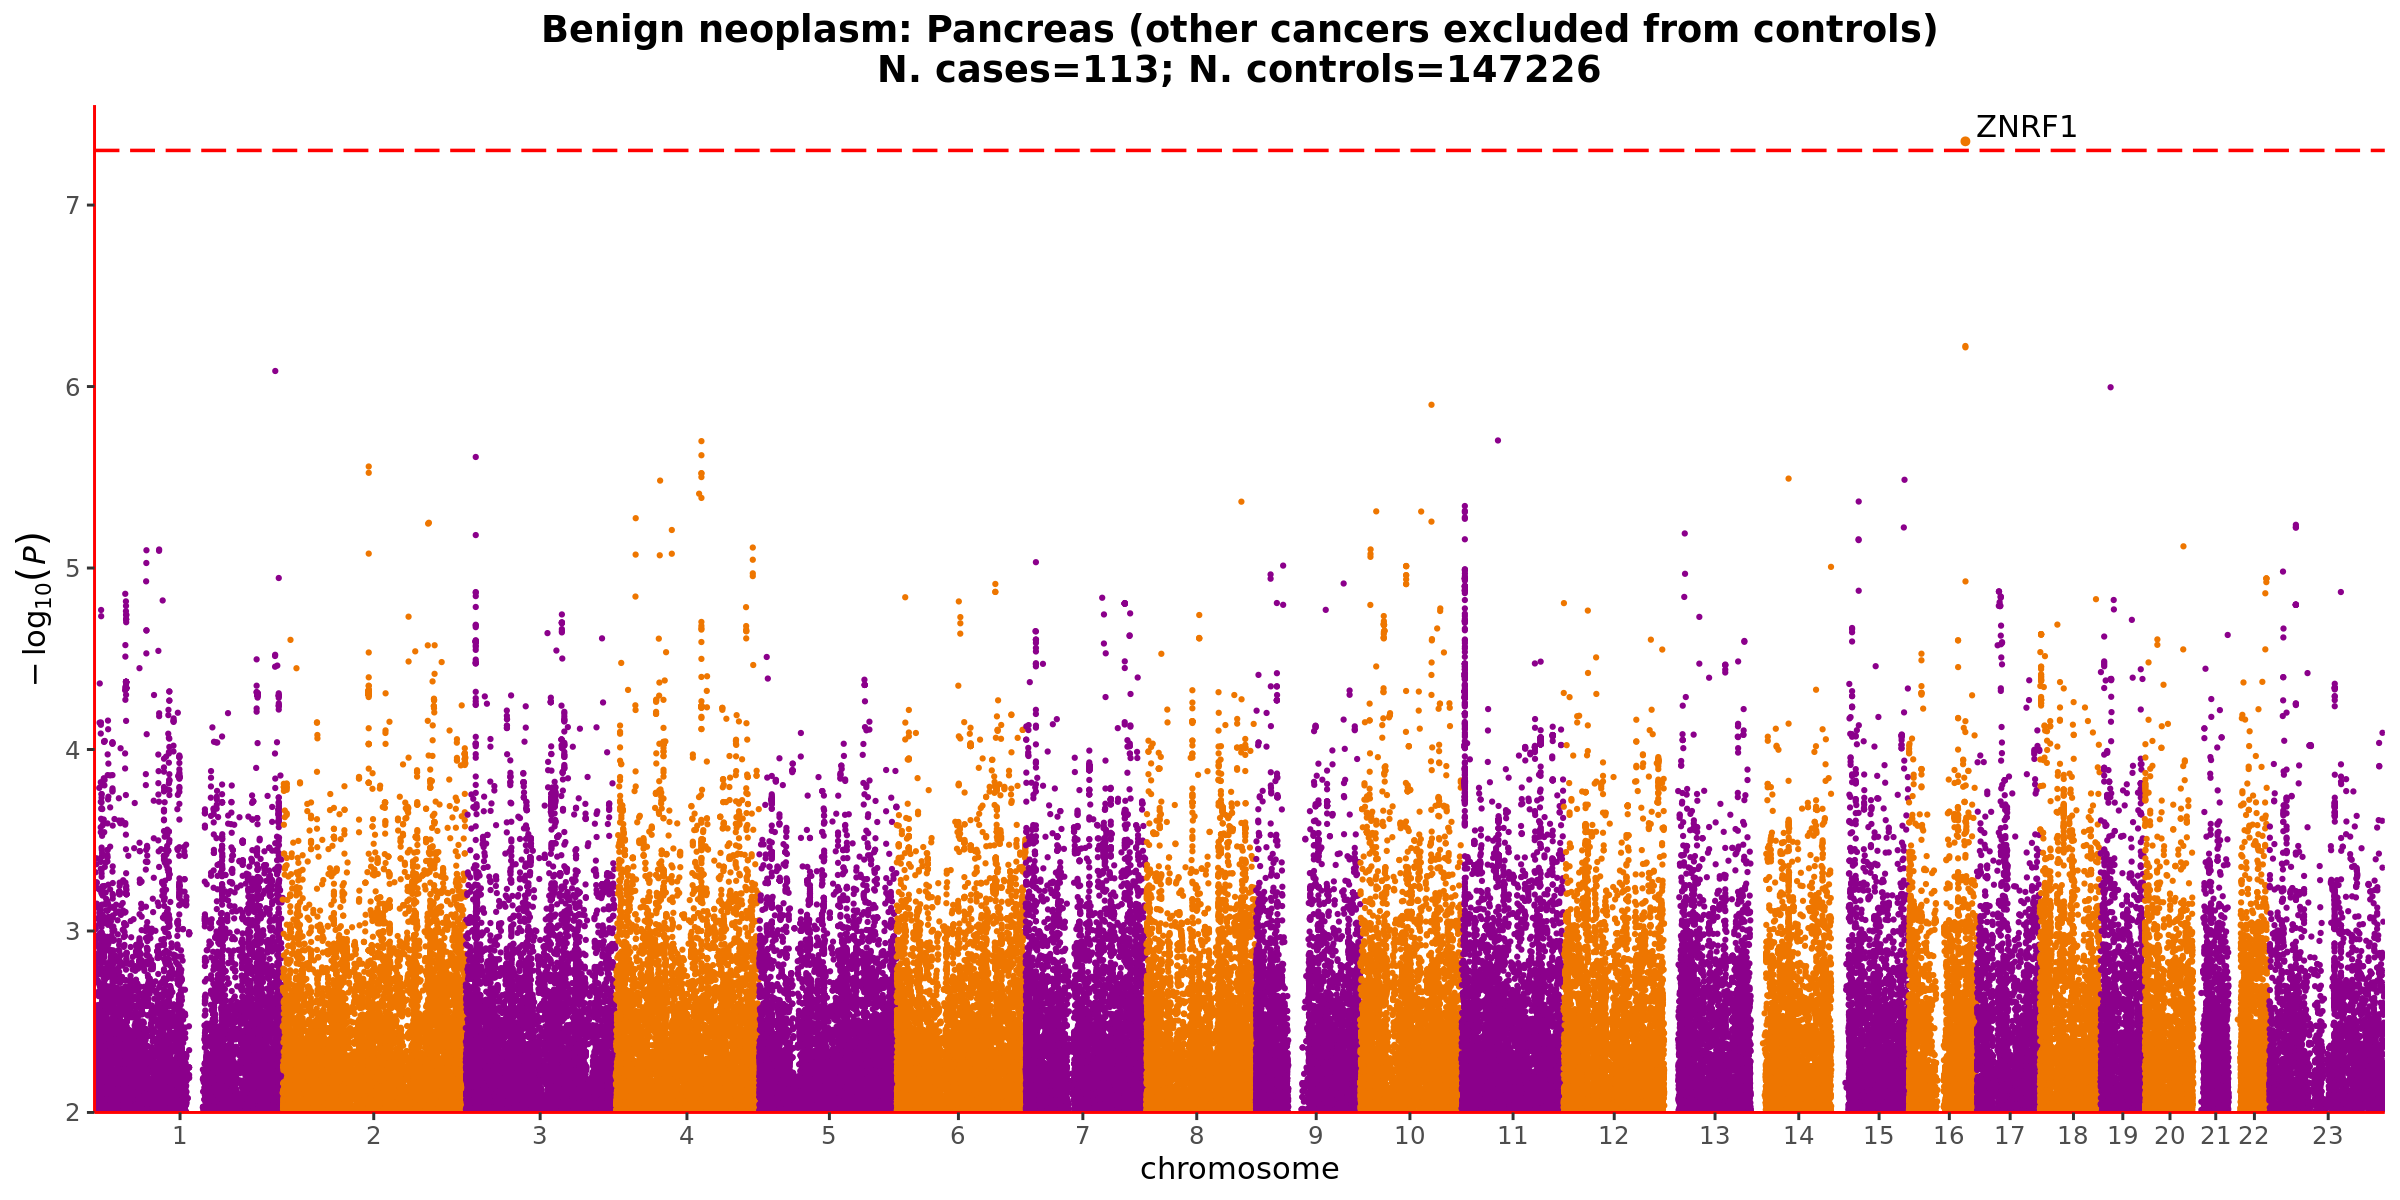 Benign neoplasm: Pancreas (other cancers excluded from controls)
N. cases=113; N. controls=147226
ZNRF1
7
6
5
4
3
2
− log10(P)
1 2 3 4 5 6 7 8 9 10 11 12 13 14 15 16 17 18 19 20 21 22 23
chromosome